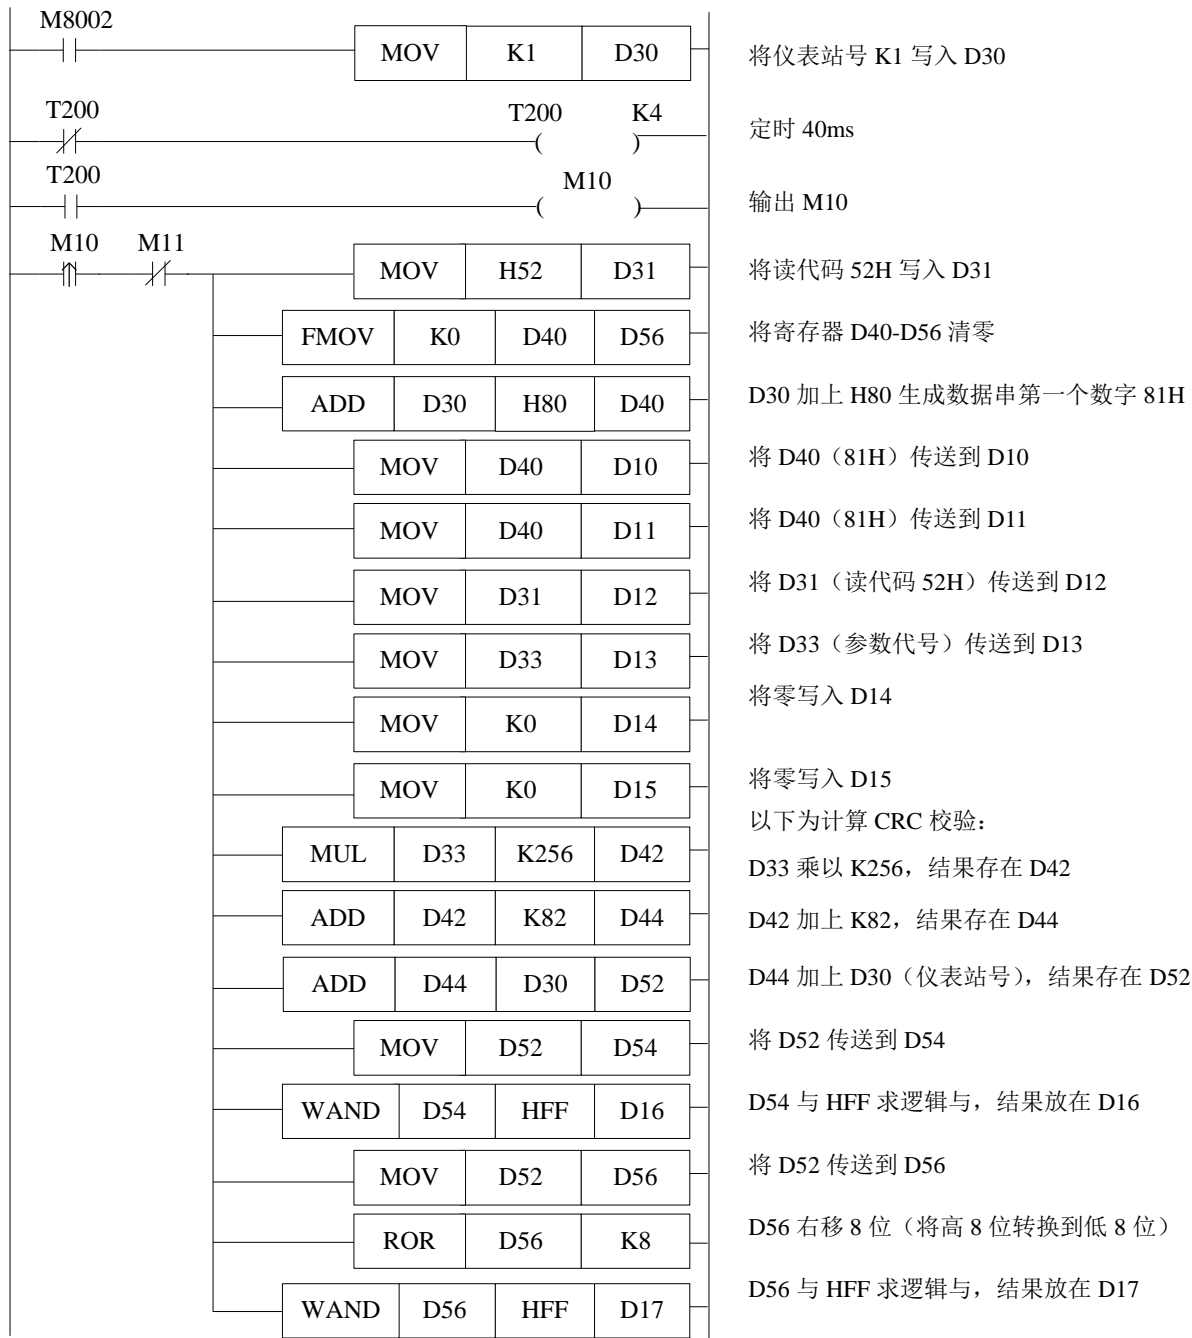 M8002
MOV K1 D30 将仪表站号 K1 写入 D30
T200 T200 K4 定时 40ms
T200 M10 输出 M10
M10 M11
MOV H52 D31 将读代码 52H 写入 D31
FMOV K0 D40 D56 将寄存器 D40-D56 清零
ADD D30 H80 D40 D30 加上 H80 生成数据串第一个数字 81H
MOV D40 D10 将 D40（81H）传送到 D10
MOV D40 D11 将 D40（81H）传送到 D11
MOV D31 D12 将 D31（读代码 52H）传送到 D12
MOV D33 D13 将 D33（参数代号）传送到 D13
MOV K0 D14 将零写入 D14
MOV K0 D15 将零写入 D15
以下为计算 CRC 校验：
MUL D33 K256 D42 D33 乘以 K256，结果存在 D42
ADD D42 K82 D44 D42 加上 K82，结果存在 D44
ADD D44 D30 D52 D44 加上 D30（仪表站号），结果存在 D52
MOV D52 D54 将 D52 传送到 D54
WAND D54 HFF D16 D54 与 HFF 求逻辑与，结果放在 D16
MOV D52 D56 将 D52 传送到 D56
ROR D56 K8 D56 右移 8 位（将高 8 位转换到低 8 位）
WAND D56 HFF D17 D56 与 HFF 求逻辑与，结果放在 D17